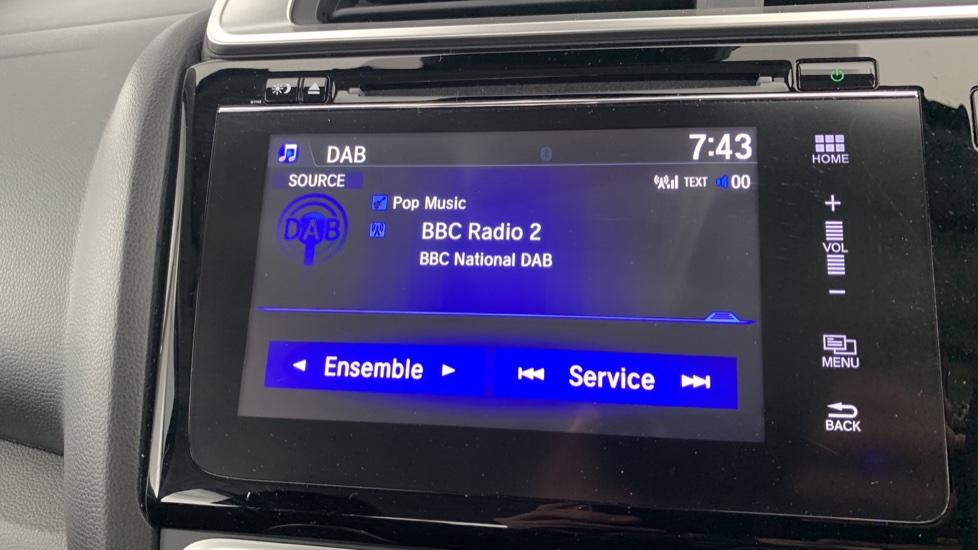 DAB
7:43
SOURCE
TEXT
00
DAB
Pop Music
BBC Radio 2
BBC National DAB
Ensemble
Service
HOME
+
VOL
−
MENU
BACK